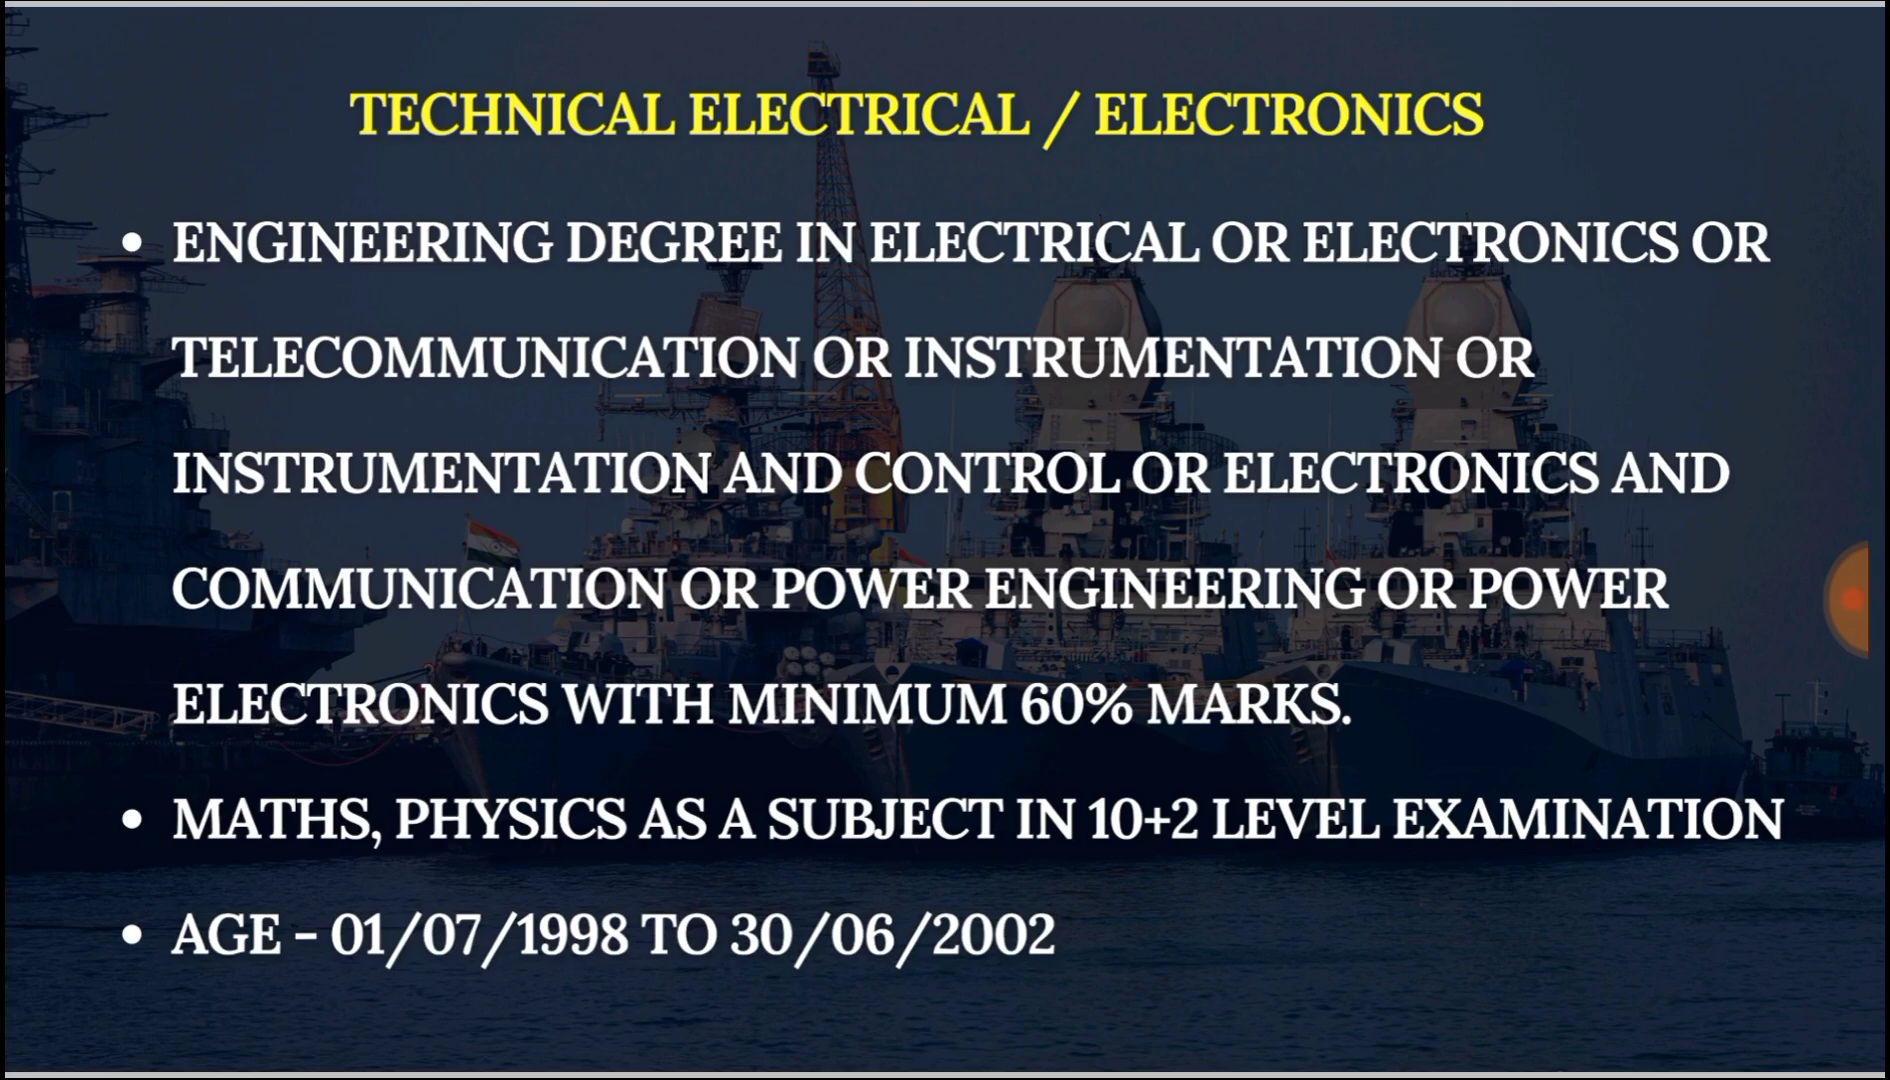 TECHNICAL ELECTRICAL / ELECTRONICS
• ENGINEERING DEGREE IN ELECTRICAL OR ELECTRONICS OR
TELECOMMUNICATION OR INSTRUMENTATION OR
INSTRUMENTATION AND CONTROL OR ELECTRONICS AND
COMMUNICATION OR POWER ENGINEERING OR POWER
ELECTRONICS WITH MINIMUM 60% MARKS.
• MATHS, PHYSICS AS A SUBJECT IN 10+2 LEVEL EXAMINATION
• AGE - 01/07/1998 TO 30/06/2002